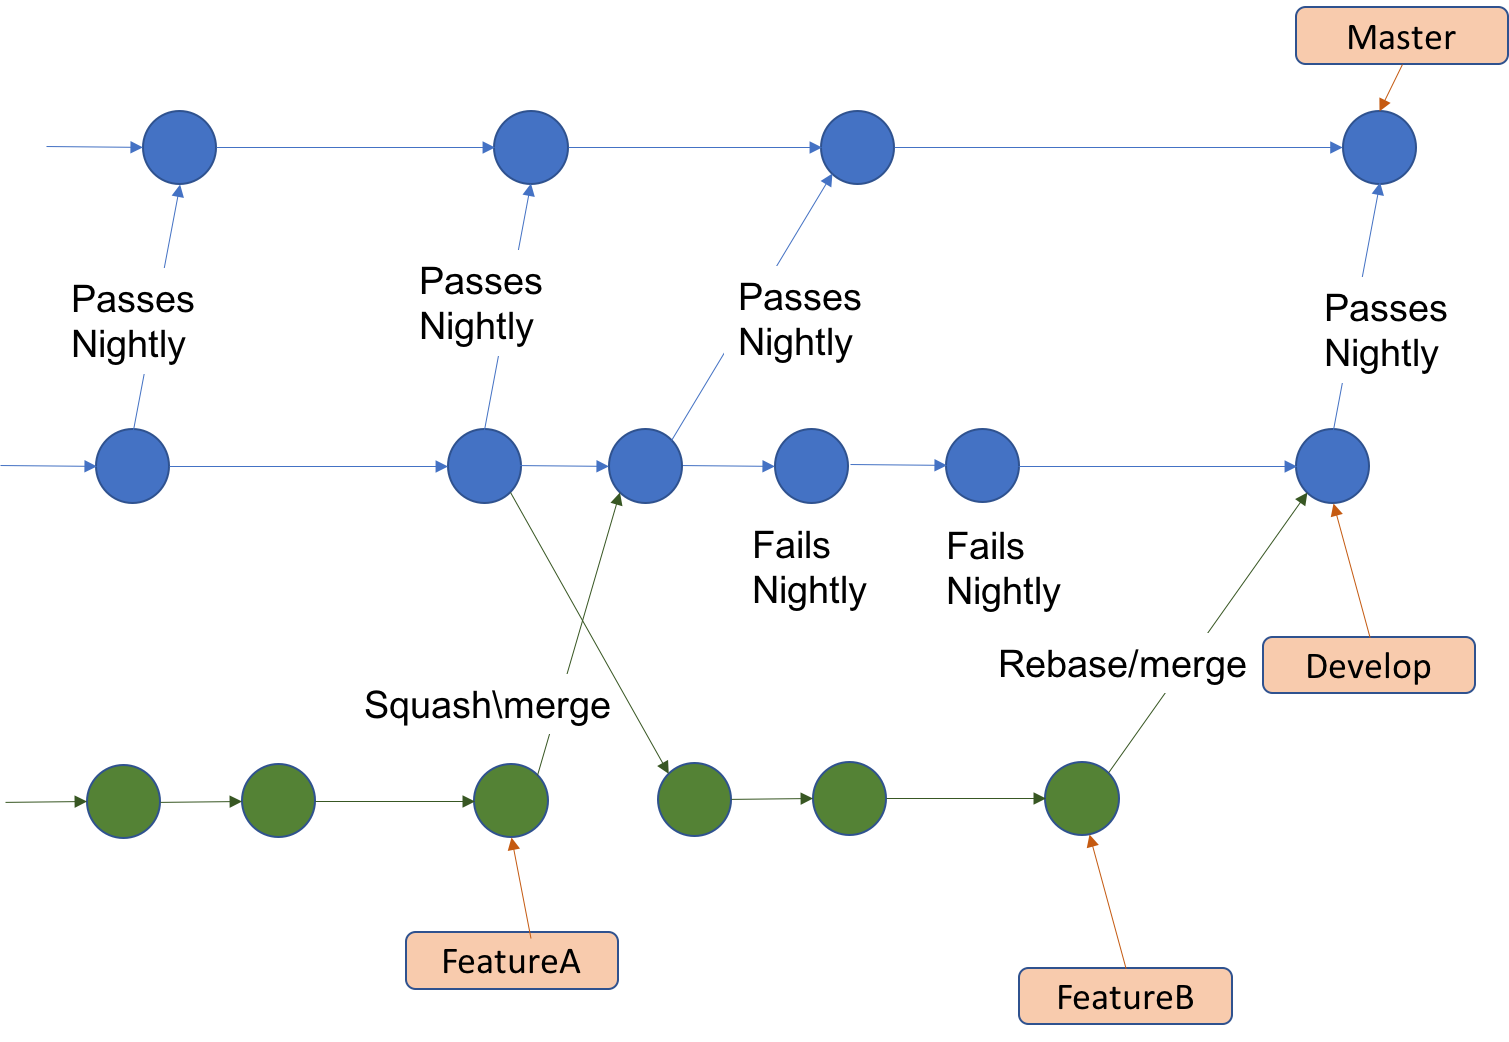 Master
Passes
Nightly
Passes
Nightly
Passes
Nightly
Passes
Nightly
Fails
Nightly
Fails
Nightly
Squash\merge
Rebase/merge
Develop
FeatureA
FeatureB